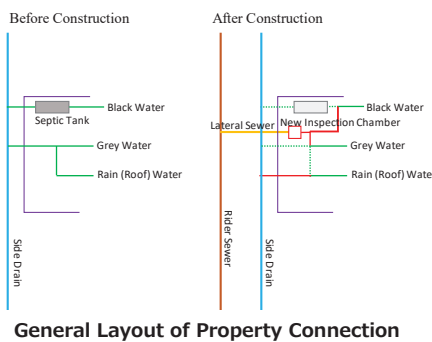 Before Construction
After Construction
Black Water
Septic Tank
Grey Water
Rain (Roof) Water
Side Drain
Black Water
Lateral Sewer
New Inspection Chamber
Grey Water
Rain (Roof) Wate
Rider Sewer
Side Drain
General Layout of Property Connection